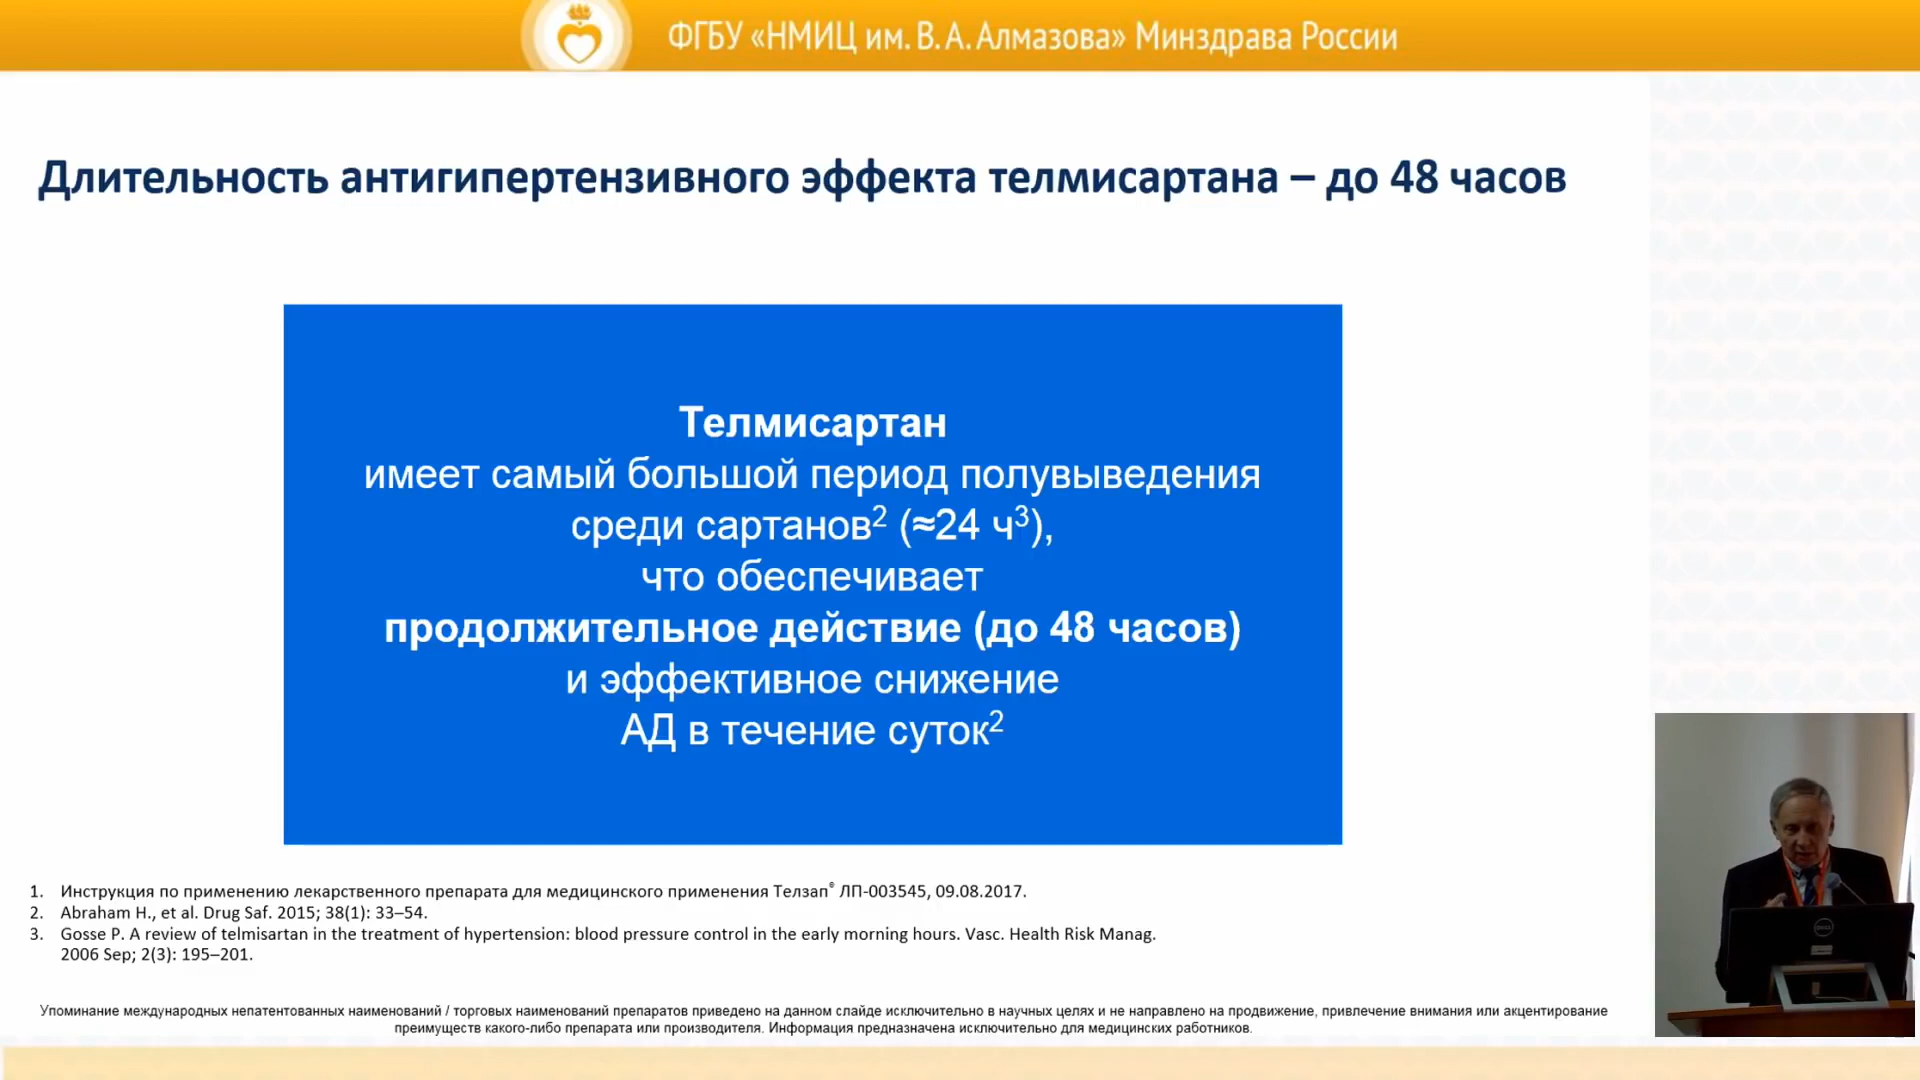 ФГБУ «НМИЦ им. В. А. Алмазова» Минздрава России
Длительность антигипертензивного эффекта телмисартана – до 48 часов
Телмисартан
имеет самый большой период полувыведения
среди сартанов² (≈24 ч³),
что обеспечивает
продолжительное действие (до 48 часов)
и эффективное снижение
АД в течение суток²
1. Инструкция по применению лекарственного препарата для медицинского применения Телзап® ЛП-003545, 09.08.2017.
2. Abraham H., et al. Drug Saf. 2015; 38(1): 33–54.
3. Gosse P. A review of telmisartan in the treatment of hypertension: blood pressure control in the early morning hours. Vasc. Health Risk Manag.
2006 Sep; 2(3): 195–201.
Упоминание международных непатентованных наименований / торговых наименований препаратов приведено на данном слайде исключительно в научных целях и не направлено на продвижение, привлечение внимания или акцентирование
преимуществ какого-либо препарата или производителя. Информация предназначена исключительно для медицинских работников.
DELL